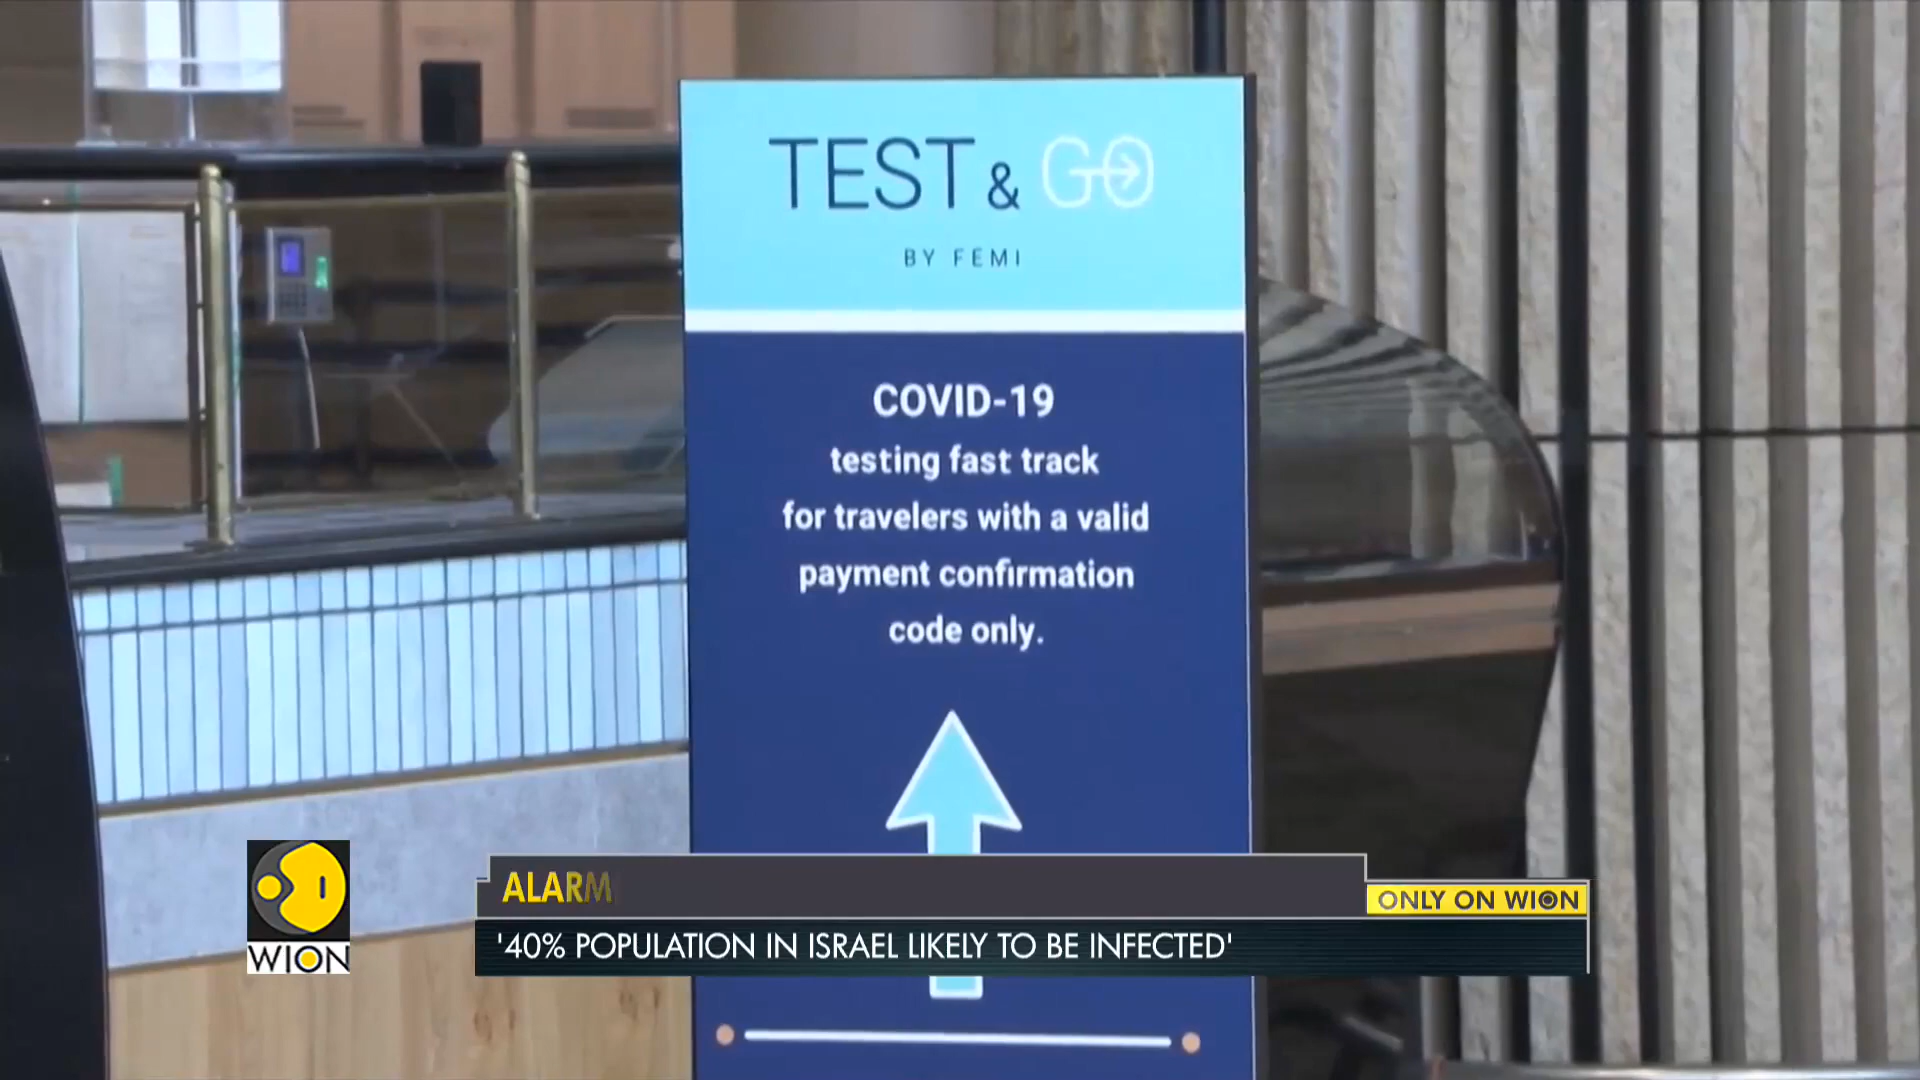 TEST & GO
BY FEMI
COVID-19
testing fast track
for travelers with a valid
payment confirmation
code only.
ALARM
ONLY ON WION
'40% POPULATION IN ISRAEL LIKELY TO BE INFECTED'
WION